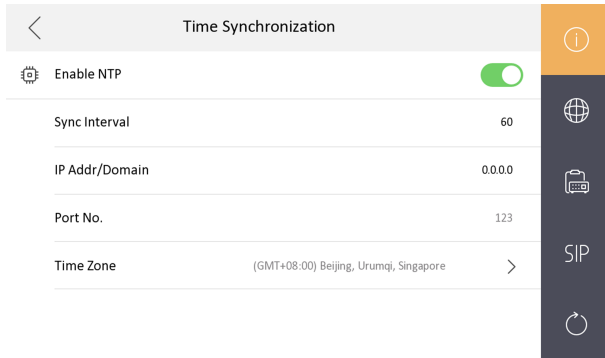 Time Synchronization
Enable NTP
Sync Interval 60
IP Addr/Domain 0.0.0.0
Port No. 123
Time Zone (GMT+08:00) Beijing, Urumqi, Singapore
SIP